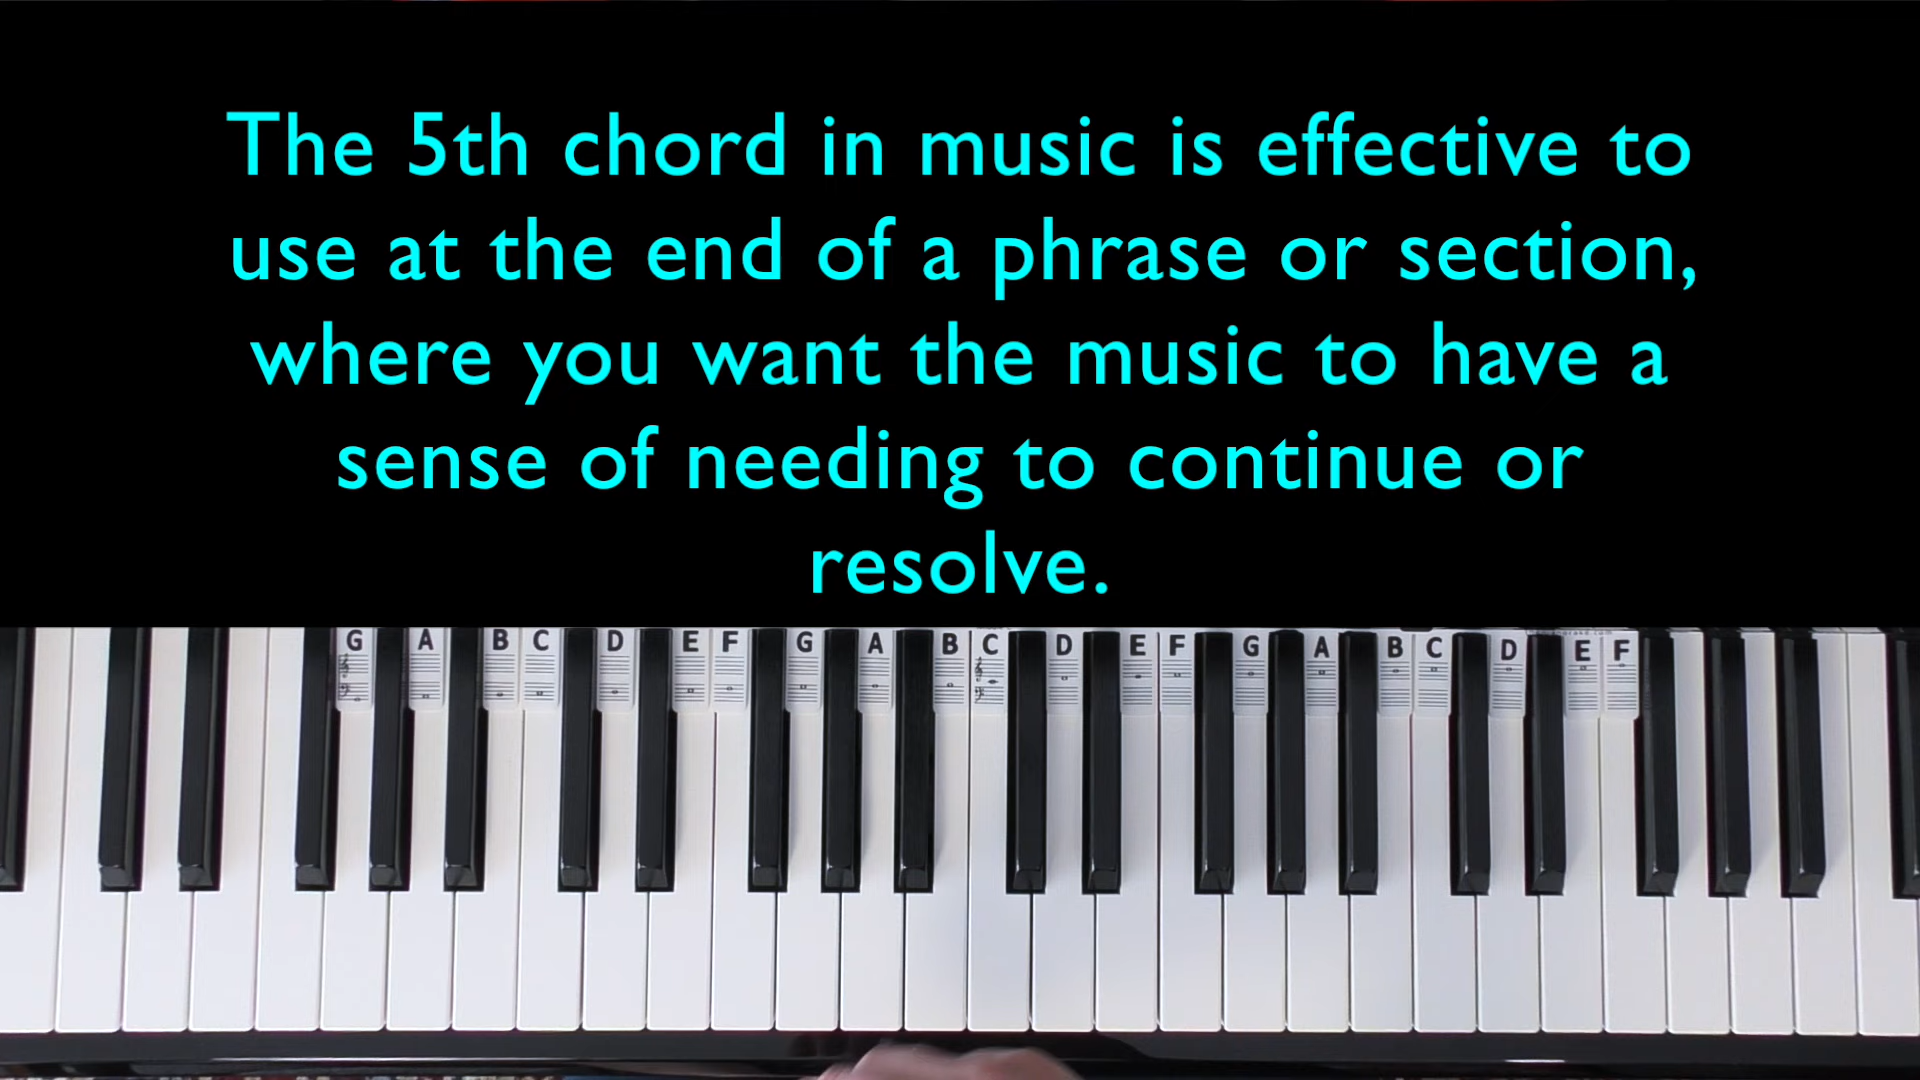 The 5th chord in music is effective to
use at the end of a phrase or section,
where you want the music to have a
sense of needing to continue or
resolve.
G A B C D E F G A B C D E F G A B C D E F